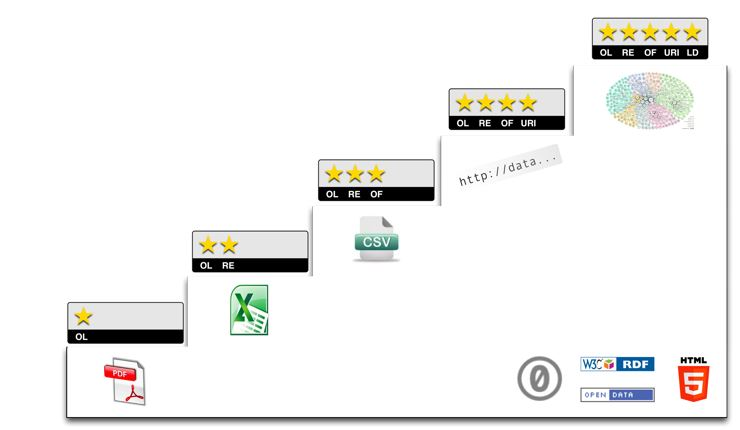 OL RE OF URI LD
OL RE OF URI
http://data...
OL RE OF
CSV
OL RE
X
OL
PDF
0
W3C RDF
OPEN DATA
HTML
5